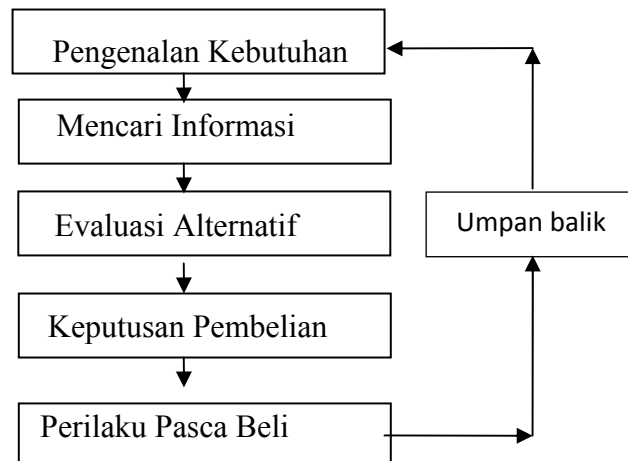 Pengenalan Kebutuhan
Mencari Informasi
Evaluasi Alternatif
Umpan balik
Keputusan Pembelian
Perilaku Pasca Beli